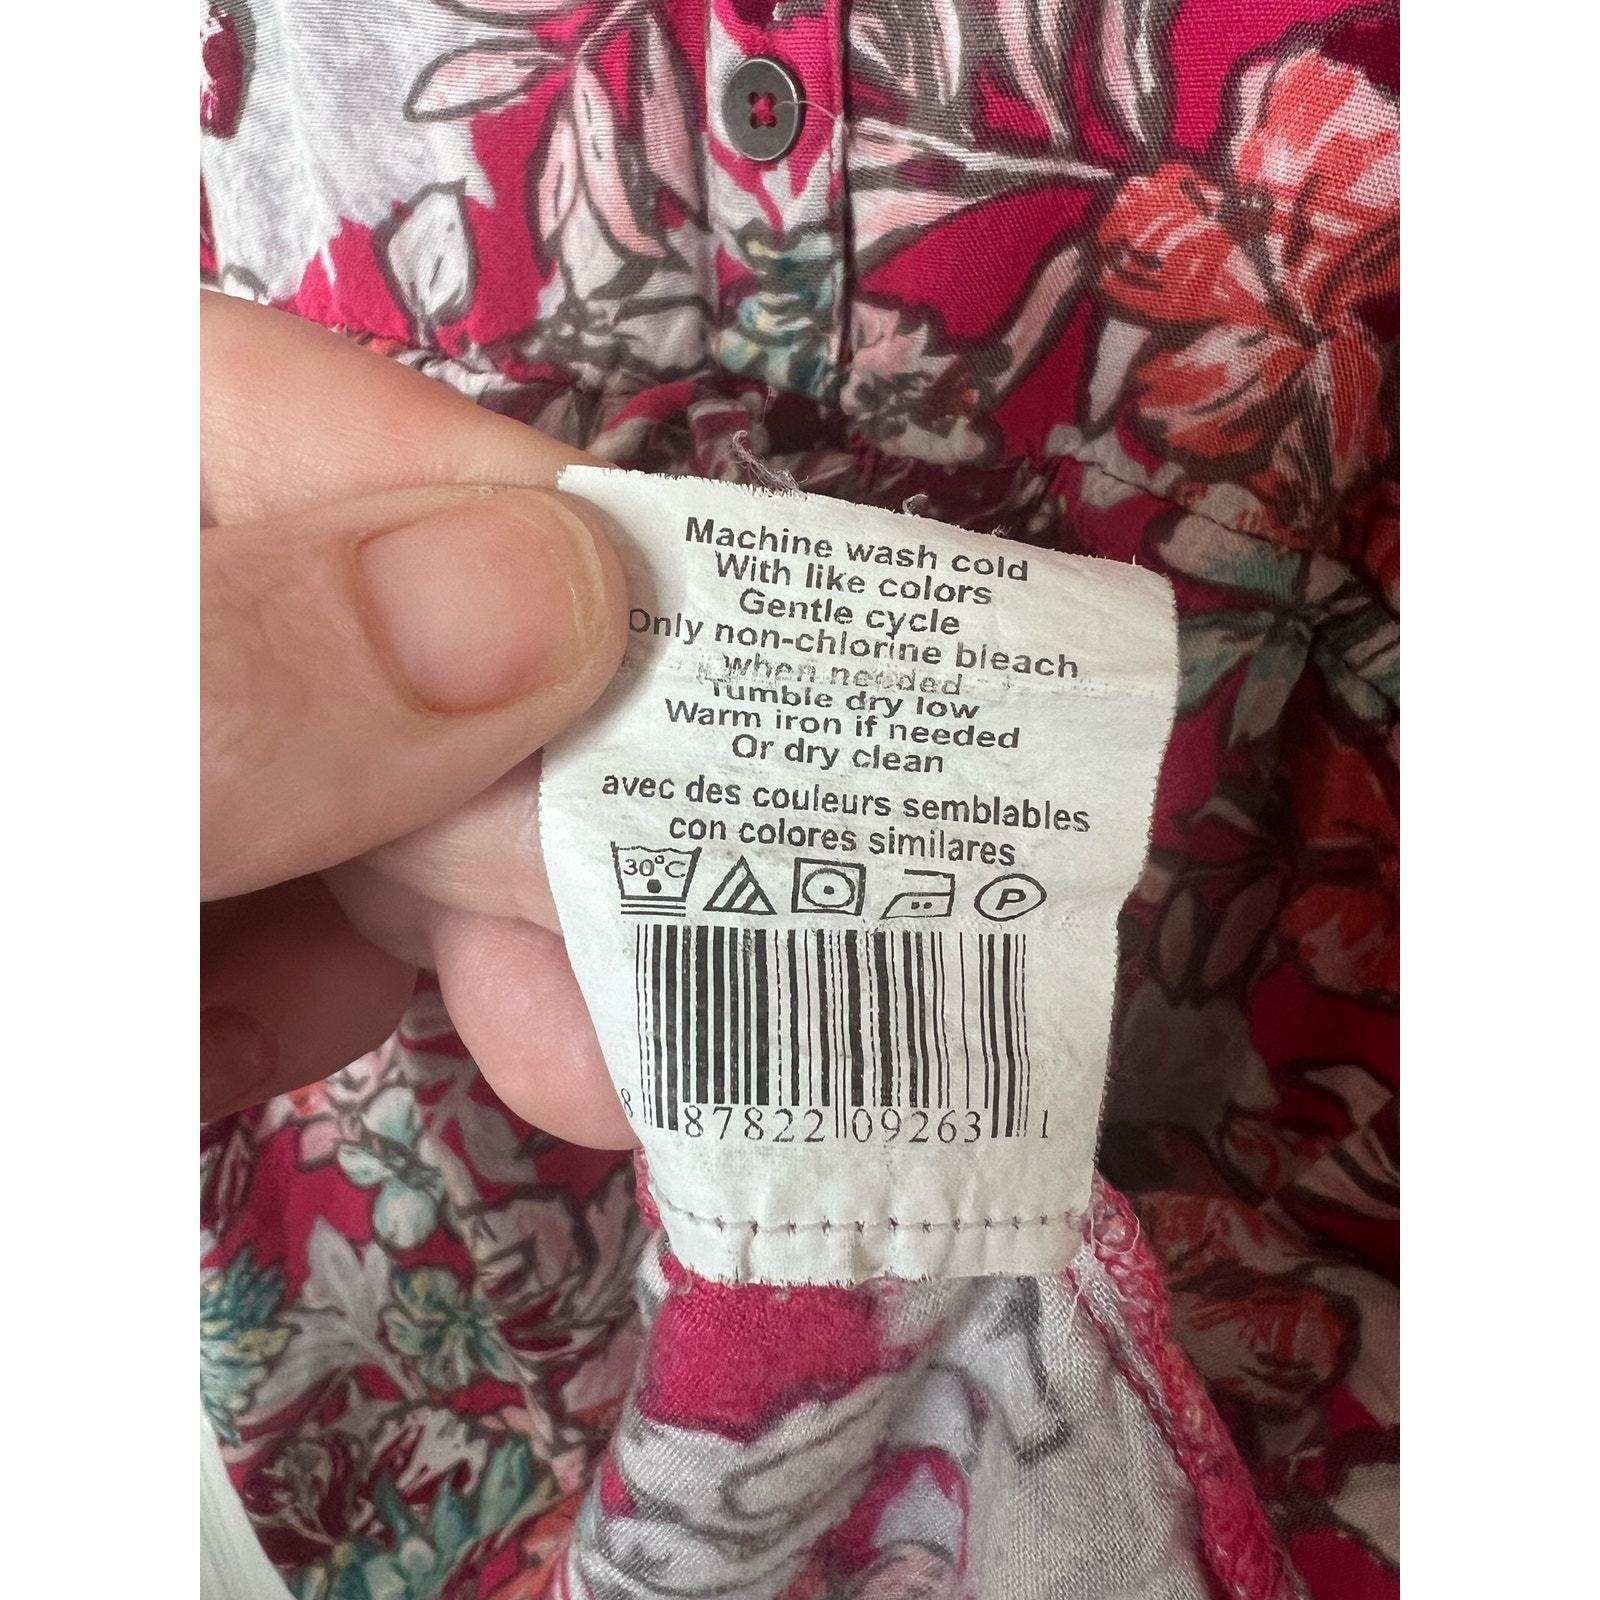 Machine wash cold
With like colors
Gentle cycle
Only non-chlorine bleach
when needed
Tumble dry low
Warm iron if needed
Or dry clean
avec des couleurs semblables
con colores similares
30°C P
8 87822 09263 1